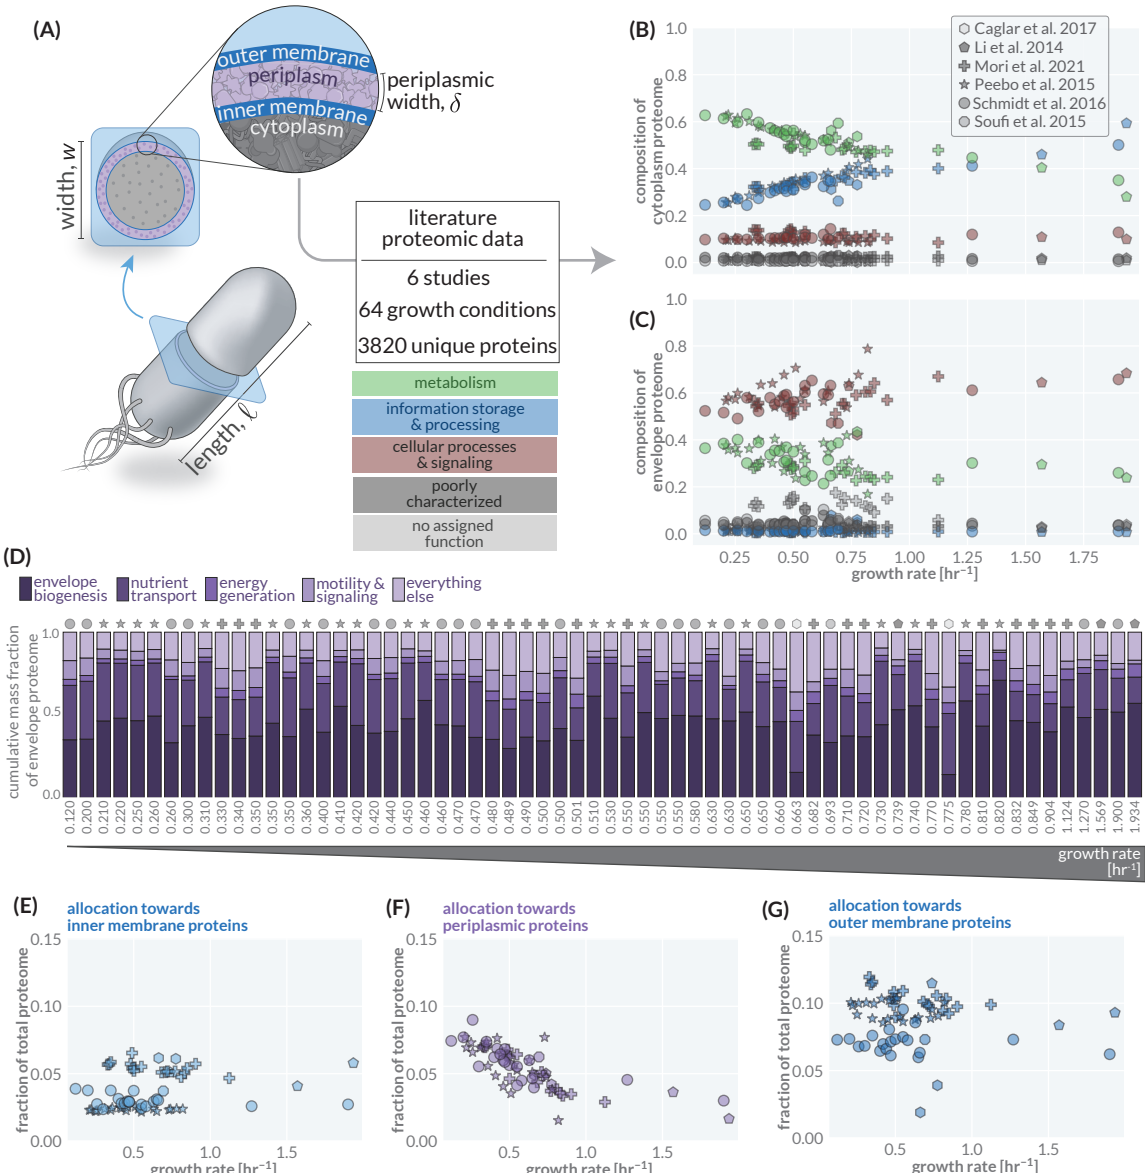 (A)
outer membrane
periplasm
inner membrane
cytoplasm
periplasmic
width, δ
width, w
length, ℓ
literature
proteomic data
6 studies
64 growth conditions
3820 unique proteins
metabolism
information storage
& processing
cellular processes
& signaling
poorly
characterized
no assigned
function
(B)
Caglar et al. 2017
Li et al. 2014
Mori et al. 2021
Peebo et al. 2015
Schmidt et al. 2016
Soufi et al. 2015
composition of
cytoplasm proteome
1.0
0.8
0.6
0.4
0.2
0.0
(C)
composition of
envelope proteome
1.0
0.8
0.6
0.4
0.2
0.0
0.25 0.50 0.75 1.00 1.25 1.50 1.75
growth rate [hr⁻¹]
(D)
envelope
biogenesis
nutrient
transport
energy
generation
motility &
signaling
everything
else
cumulative mass fraction
of envelope proteome
1.0
0.5
0.0
0.120 0.200 0.210 0.220 0.250 0.260 0.260 0.300 0.310 0.330 0.340 0.350 0.350 0.350 0.360 0.400 0.410 0.420 0.420 0.440 0.450 0.460 0.460 0.470 0.470 0.480 0.489 0.490 0.500 0.500 0.501 0.510 0.530 0.550 0.550 0.550 0.550 0.580 0.630 0.630 0.650 0.650 0.660 0.663 0.682 0.693 0.710 0.720 0.730 0.739 0.740 0.770 0.775 0.780 0.810 0.820 0.832 0.849 0.904 1.124 1.270 1.569 1.900 1.934
growth rate
[hr⁻¹]
(E)
allocation towards
inner membrane proteins
fraction of total proteome
0.15
0.10
0.05
0.00
0.5 1.0 1.5
growth rate [hr⁻¹]
(F)
allocation towards
periplasmic proteins
fraction of total proteome
0.15
0.10
0.05
0.00
0.5 1.0 1.5
growth rate [hr⁻¹]
(G)
allocation towards
outer membrane proteins
fraction of total proteome
0.15
0.10
0.05
0.00
0.5 1.0 1.5
growth rate [hr⁻¹]